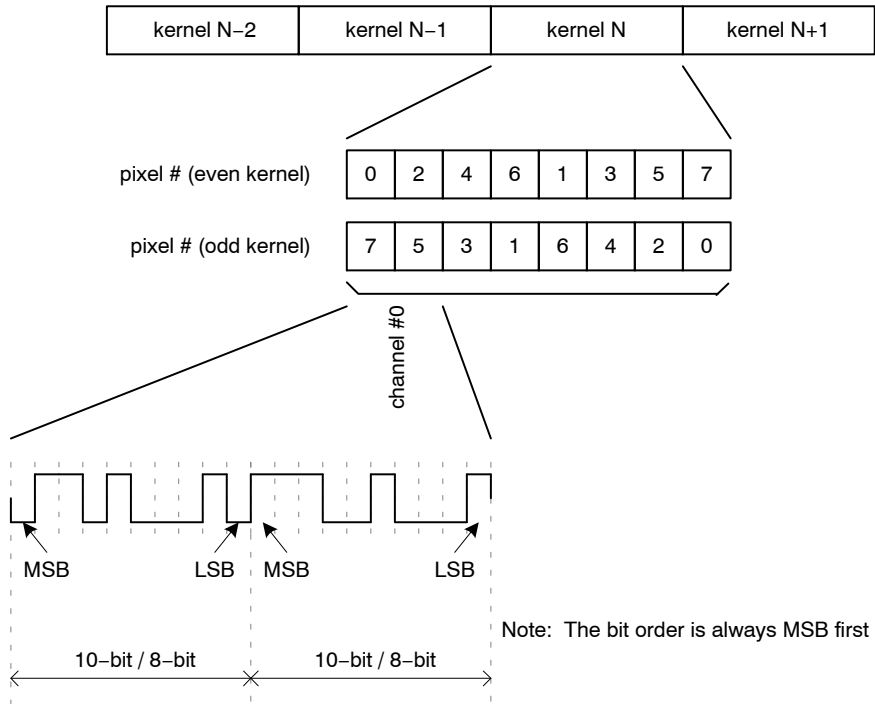 kernel N−2 kernel N−1 kernel N kernel N+1
pixel # (even kernel) 0 2 4 6 1 3 5 7
pixel # (odd kernel) 7 5 3 1 6 4 2 0
channel #0
MSB LSB MSB LSB
Note: The bit order is always MSB first
10−bit / 8−bit 10−bit / 8−bit